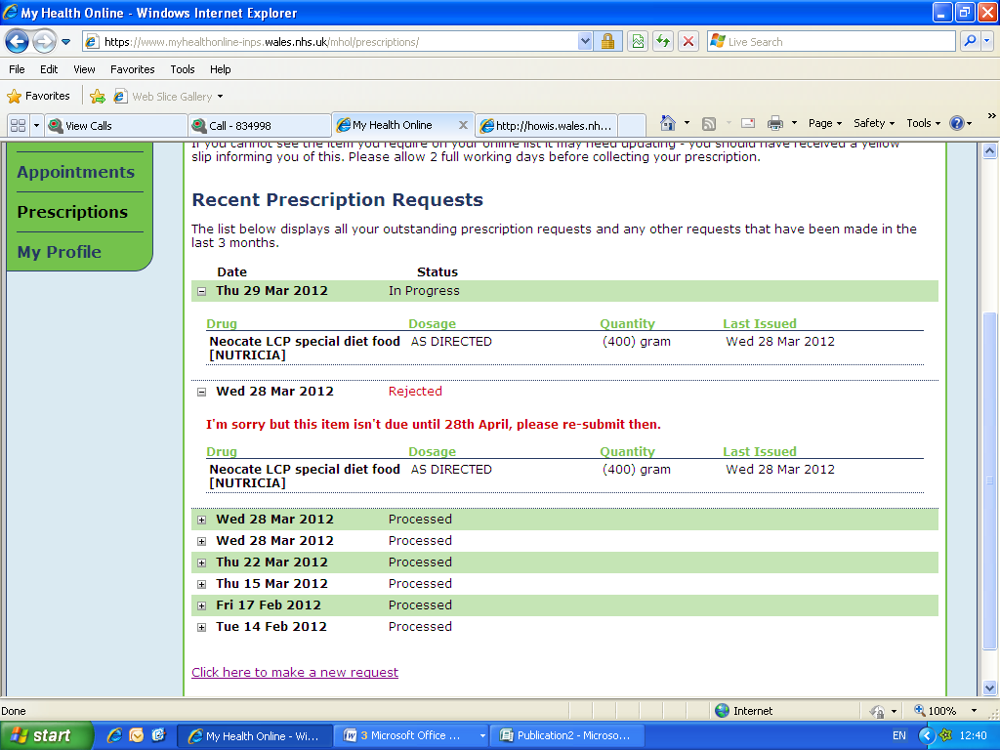 My Health Online - Windows Internet Explorer
https://www.myhealthonline-inps.wales.nhs.uk/mhol/prescriptions/
Live Search
File Edit View Favorites Tools Help
Favorites Web Slice Gallery
View Calls Call - 834998 My Health Online http://howis.wales.nh... Page Safety Tools
If you cannot see the item you require on your online list it may need updating - you should have received a yellow
slip informing you of this. Please allow 2 full working days before collecting your prescription.
Appointments
Prescriptions
My Profile
Recent Prescription Requests
The list below displays all your outstanding prescription requests and any other requests that have been made in the
last 3 months.
Date Status
Thu 29 Mar 2012 In Progress
Drug Dosage Quantity Last Issued
Neocate LCP special diet food AS DIRECTED (400) gram Wed 28 Mar 2012
[NUTRICIA]
Wed 28 Mar 2012 Rejected
I'm sorry but this item isn't due until 28th April, please re-submit then.
Drug Dosage Quantity Last Issued
Neocate LCP special diet food AS DIRECTED (400) gram Wed 28 Mar 2012
[NUTRICIA]
Wed 28 Mar 2012 Processed
Wed 28 Mar 2012 Processed
Thu 22 Mar 2012 Processed
Thu 15 Mar 2012 Processed
Fri 17 Feb 2012 Processed
Tue 14 Feb 2012 Processed
Click here to make a new request
Done Internet 100%
start My Health Online - Wi... 3 Microsoft Office ... Publication2 - Microso... EN 12:40